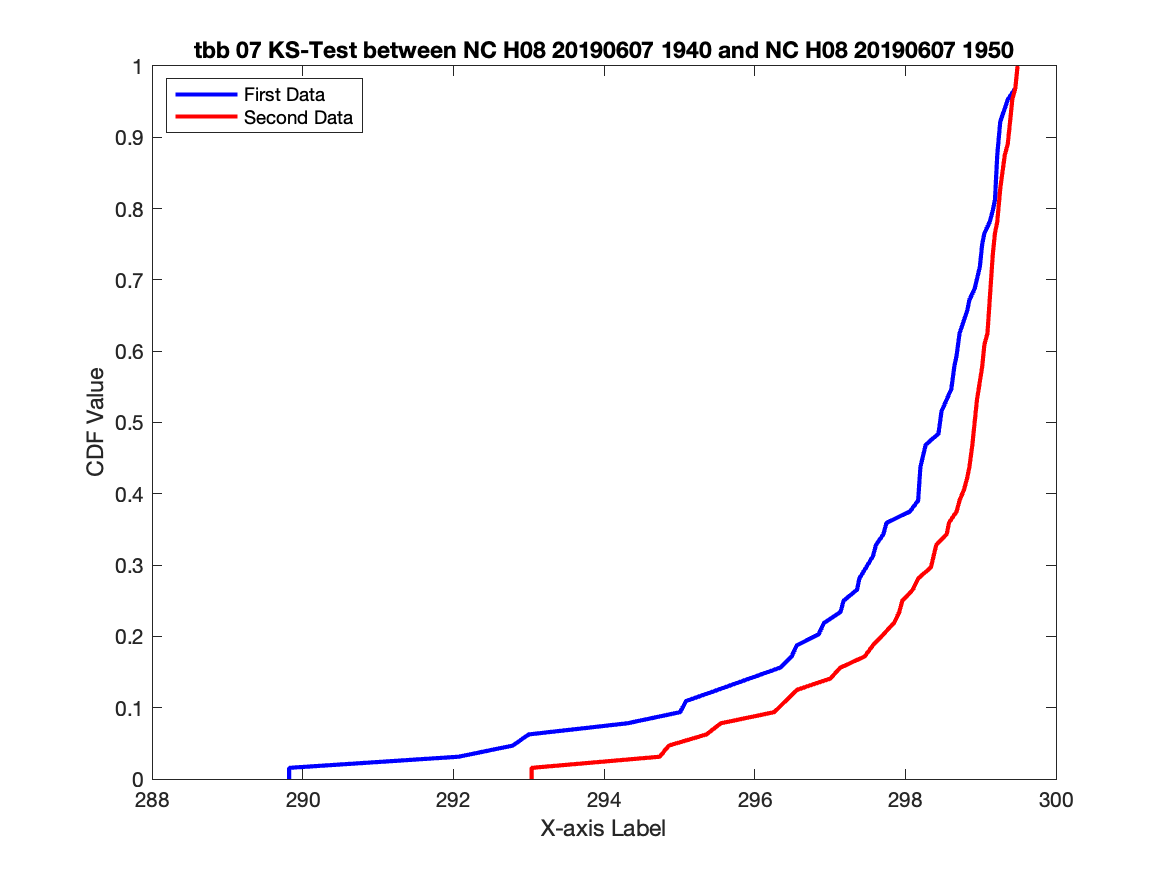 tbb 07 KS-Test between NC H08 20190607 1940 and NC H08 20190607 1950
First Data
Second Data
1
0.9
0.8
0.7
0.6
0.5
0.4
0.3
0.2
0.1
0
CDF Value
288 290 292 294 296 298 300
X-axis Label